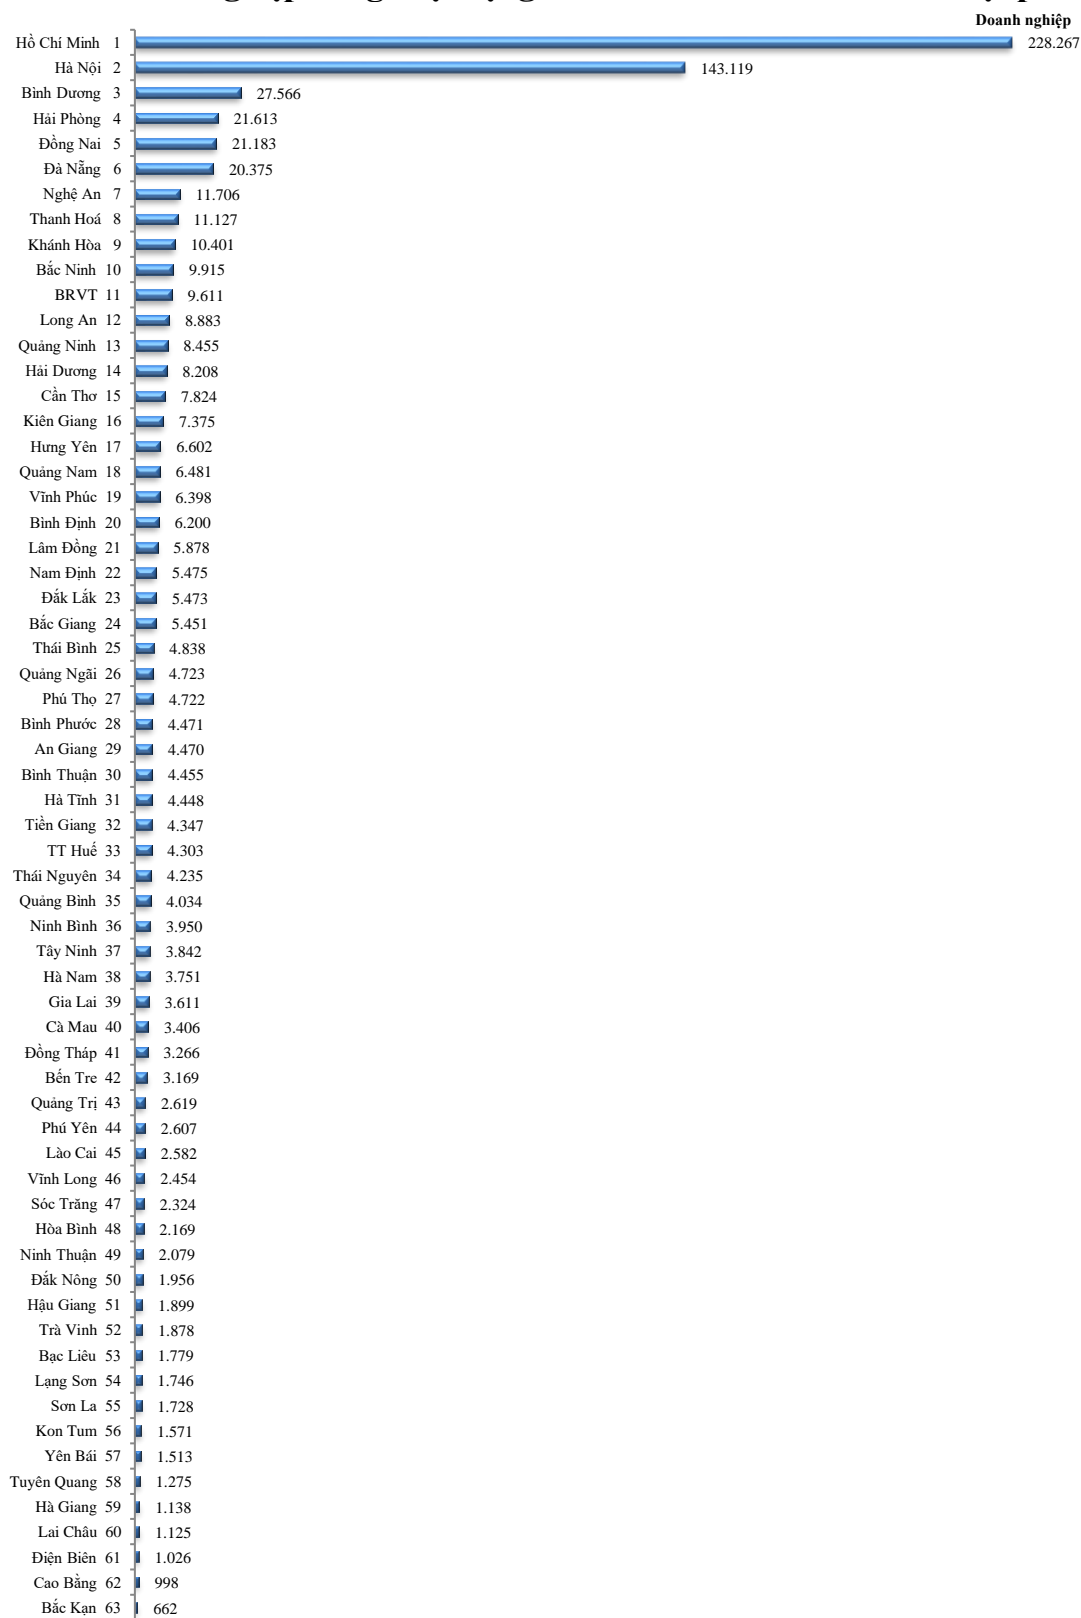 Doanh nghiệp
Hồ Chí Minh 1 228.267
Hà Nội 2 143.119
Bình Dương 3 27.566
Hải Phòng 4 21.613
Đồng Nai 5 21.183
Đà Nẵng 6 20.375
Nghệ An 7 11.706
Thanh Hoá 8 11.127
Khánh Hòa 9 10.401
Bắc Ninh 10 9.915
BRVT 11 9.611
Long An 12 8.883
Quảng Ninh 13 8.455
Hải Dương 14 8.208
Cần Thơ 15 7.824
Kiên Giang 16 7.375
Hưng Yên 17 6.602
Quảng Nam 18 6.481
Vĩnh Phúc 19 6.398
Bình Định 20 6.200
Lâm Đồng 21 5.878
Nam Định 22 5.475
Đắk Lắk 23 5.473
Bắc Giang 24 5.451
Thái Bình 25 4.838
Quảng Ngãi 26 4.723
Phú Thọ 27 4.722
Bình Phước 28 4.471
An Giang 29 4.470
Bình Thuận 30 4.455
Hà Tĩnh 31 4.448
Tiền Giang 32 4.347
TT Huế 33 4.303
Thái Nguyên 34 4.235
Quảng Bình 35 4.034
Ninh Bình 36 3.950
Tây Ninh 37 3.842
Hà Nam 38 3.751
Gia Lai 39 3.611
Cà Mau 40 3.406
Đồng Tháp 41 3.266
Bến Tre 42 3.169
Quảng Trị 43 2.619
Phú Yên 44 2.607
Lào Cai 45 2.582
Vĩnh Long 46 2.454
Sóc Trăng 47 2.324
Hòa Bình 48 2.169
Ninh Thuận 49 2.079
Đắk Nông 50 1.956
Hậu Giang 51 1.899
Trà Vinh 52 1.878
Bạc Liêu 53 1.779
Lạng Sơn 54 1.746
Sơn La 55 1.728
Kon Tum 56 1.571
Yên Bái 57 1.513
Tuyên Quang 58 1.275
Hà Giang 59 1.138
Lai Châu 60 1.125
Điện Biên 61 1.026
Cao Bằng 62 998
Bắc Kạn 63 662